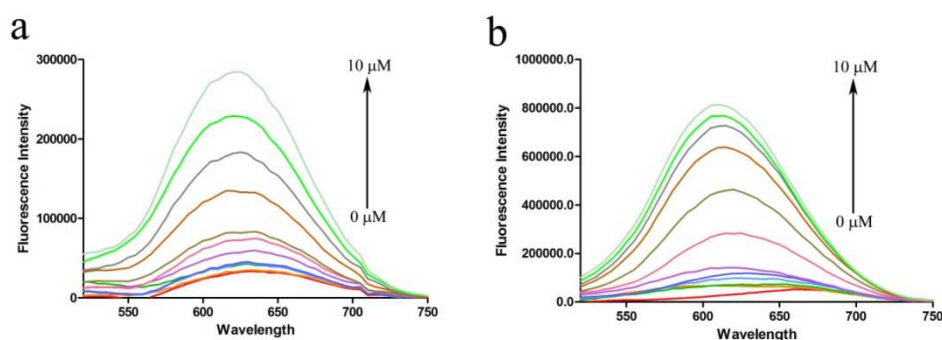 a
300000
200000
100000
0
Fluorescence Intensity
10 µM
0 µM
550 600 650 700 750
Wavelength
b
1000000.0
800000.0
600000.0
400000.0
200000.0
0.0
Fluorescence Intensity
10 µM
0 µM
550 600 650 700 750
Wavelength